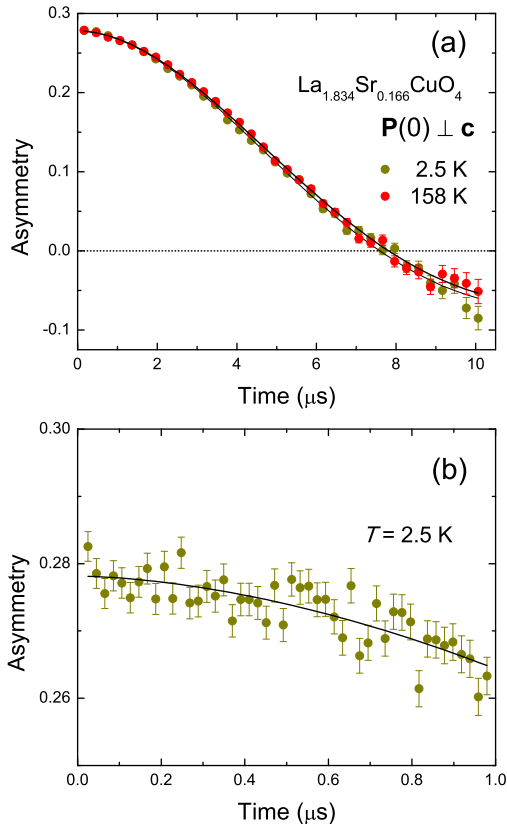 0.3
(a)
La1.834Sr0.166CuO4
P(0) ⊥ c
0.2
2.5 K
158 K
0.1
Asymmetry
0.0
-0.1
0 2 4 6 8 10
Time (μs)
0.30
(b)
T = 2.5 K
0.28
Asymmetry
0.26
0.0 0.2 0.4 0.6 0.8 1.0
Time (μs)